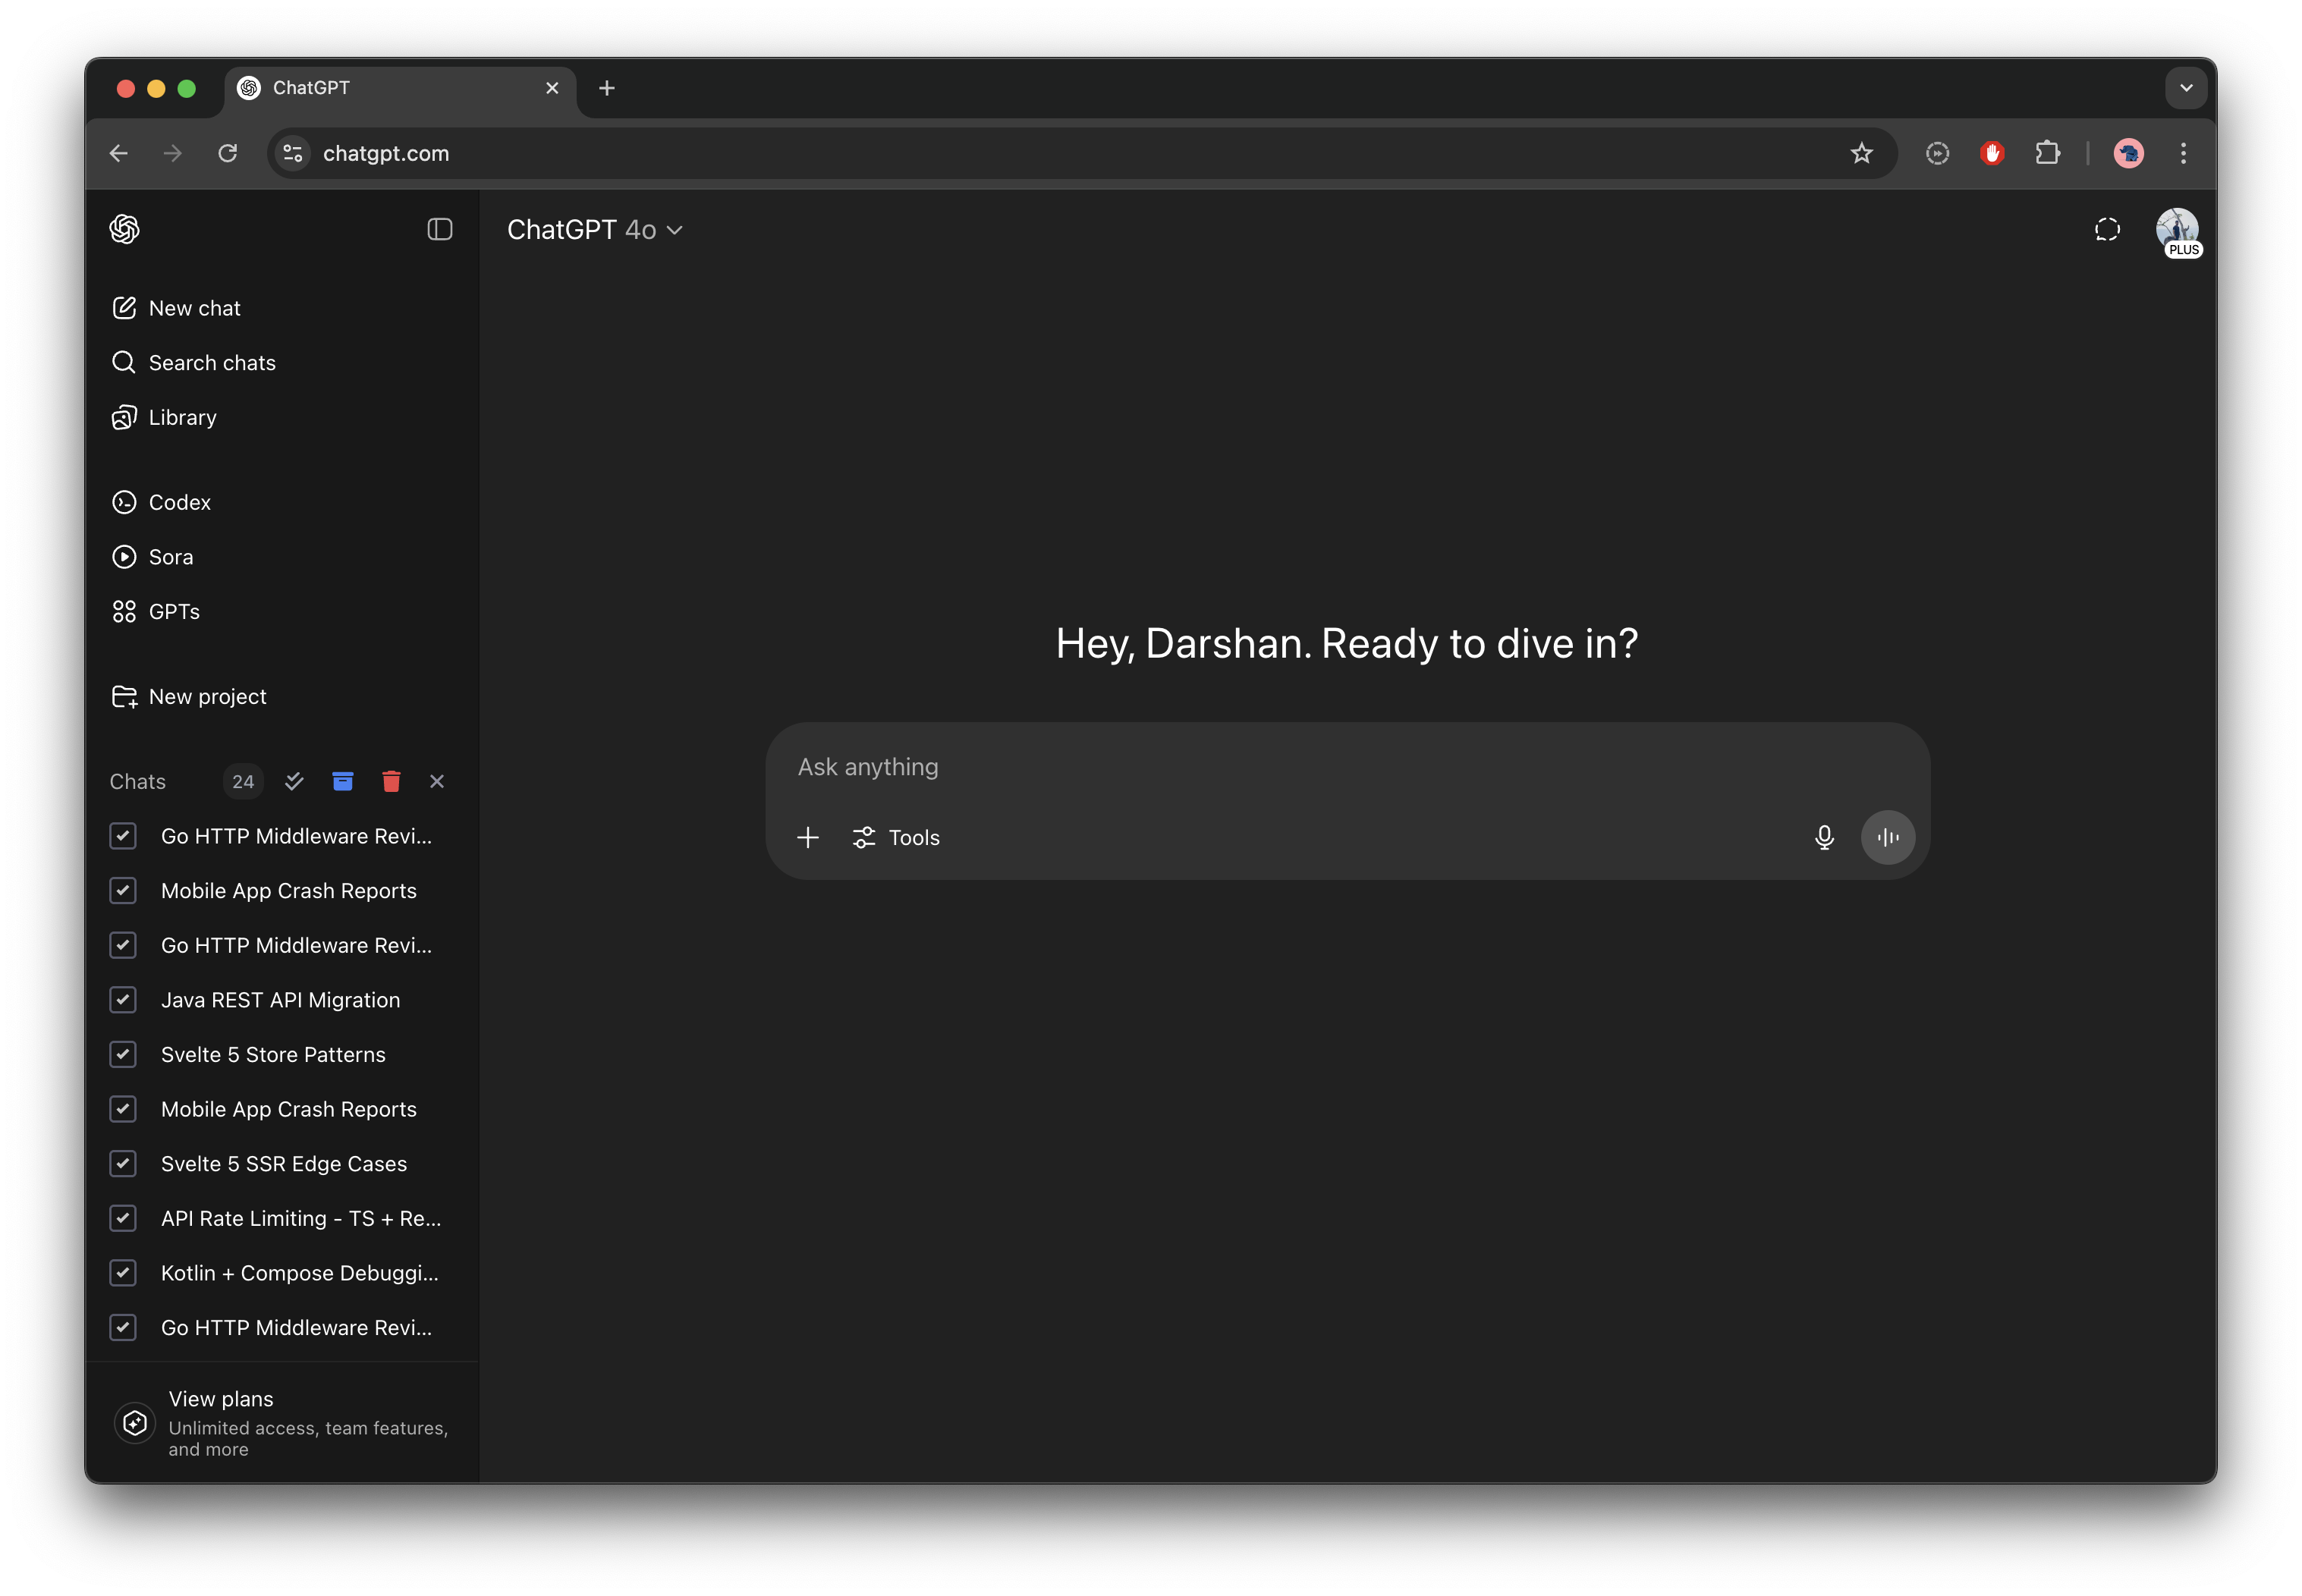 ChatGPT
chatgpt.com
ChatGPT 4o
PLUS
New chat
Search chats
Library
Codex
Sora
GPTs
New project
Chats 24
Go HTTP Middleware Revi...
Mobile App Crash Reports
Go HTTP Middleware Revi...
Java REST API Migration
Svelte 5 Store Patterns
Mobile App Crash Reports
Svelte 5 SSR Edge Cases
API Rate Limiting - TS + Re...
Kotlin + Compose Debuggi...
Go HTTP Middleware Revi...
View plans
Unlimited access, team features,
and more
Hey, Darshan. Ready to dive in?
Ask anything
Tools